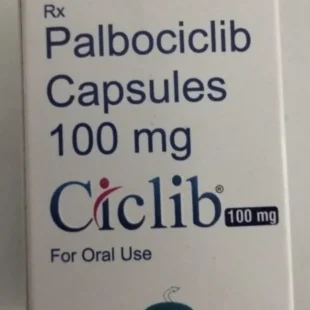 Rx
Palbociclib
Capsules
100 mg
Ciclib® 100 mg
For Oral Use